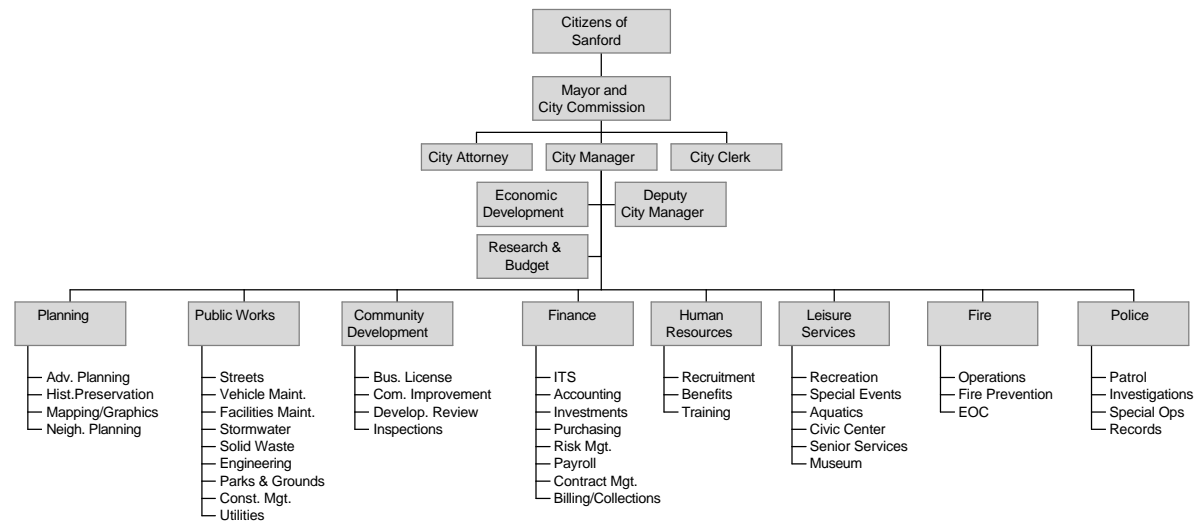 Citizens of
Sanford
Mayor and
City Commission
City Attorney
City Manager
City Clerk
Economic
Development
Deputy
City Manager
Research &
Budget
Planning
Adv. Planning
Hist.Preservation
Mapping/Graphics
Neigh. Planning
Public Works
Streets
Vehicle Maint.
Facilities Maint.
Stormwater
Solid Waste
Engineering
Parks & Grounds
Const. Mgt.
Utilities
Community
Development
Bus. License
Com. Improvement
Develop. Review
Inspections
Finance
ITS
Accounting
Investments
Purchasing
Risk Mgt.
Payroll
Contract Mgt.
Billing/Collections
Human
Resources
Recruitment
Benefits
Training
Leisure
Services
Recreation
Special Events
Aquatics
Civic Center
Senior Services
Museum
Fire
Operations
Fire Prevention
EOC
Police
Patrol
Investigations
Special Ops
Records